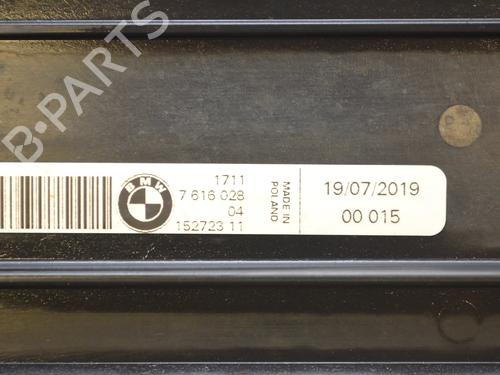 B-PARTS
BMW
1711
7 616 028
04
152723 11
MADE IN
POLAND
19/07/2019
00 015